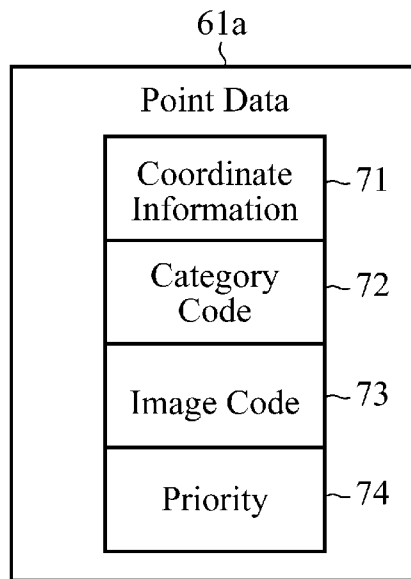 61a
Point Data
Coordinate
Information
71
Category
Code
72
Image Code
73
Priority
74